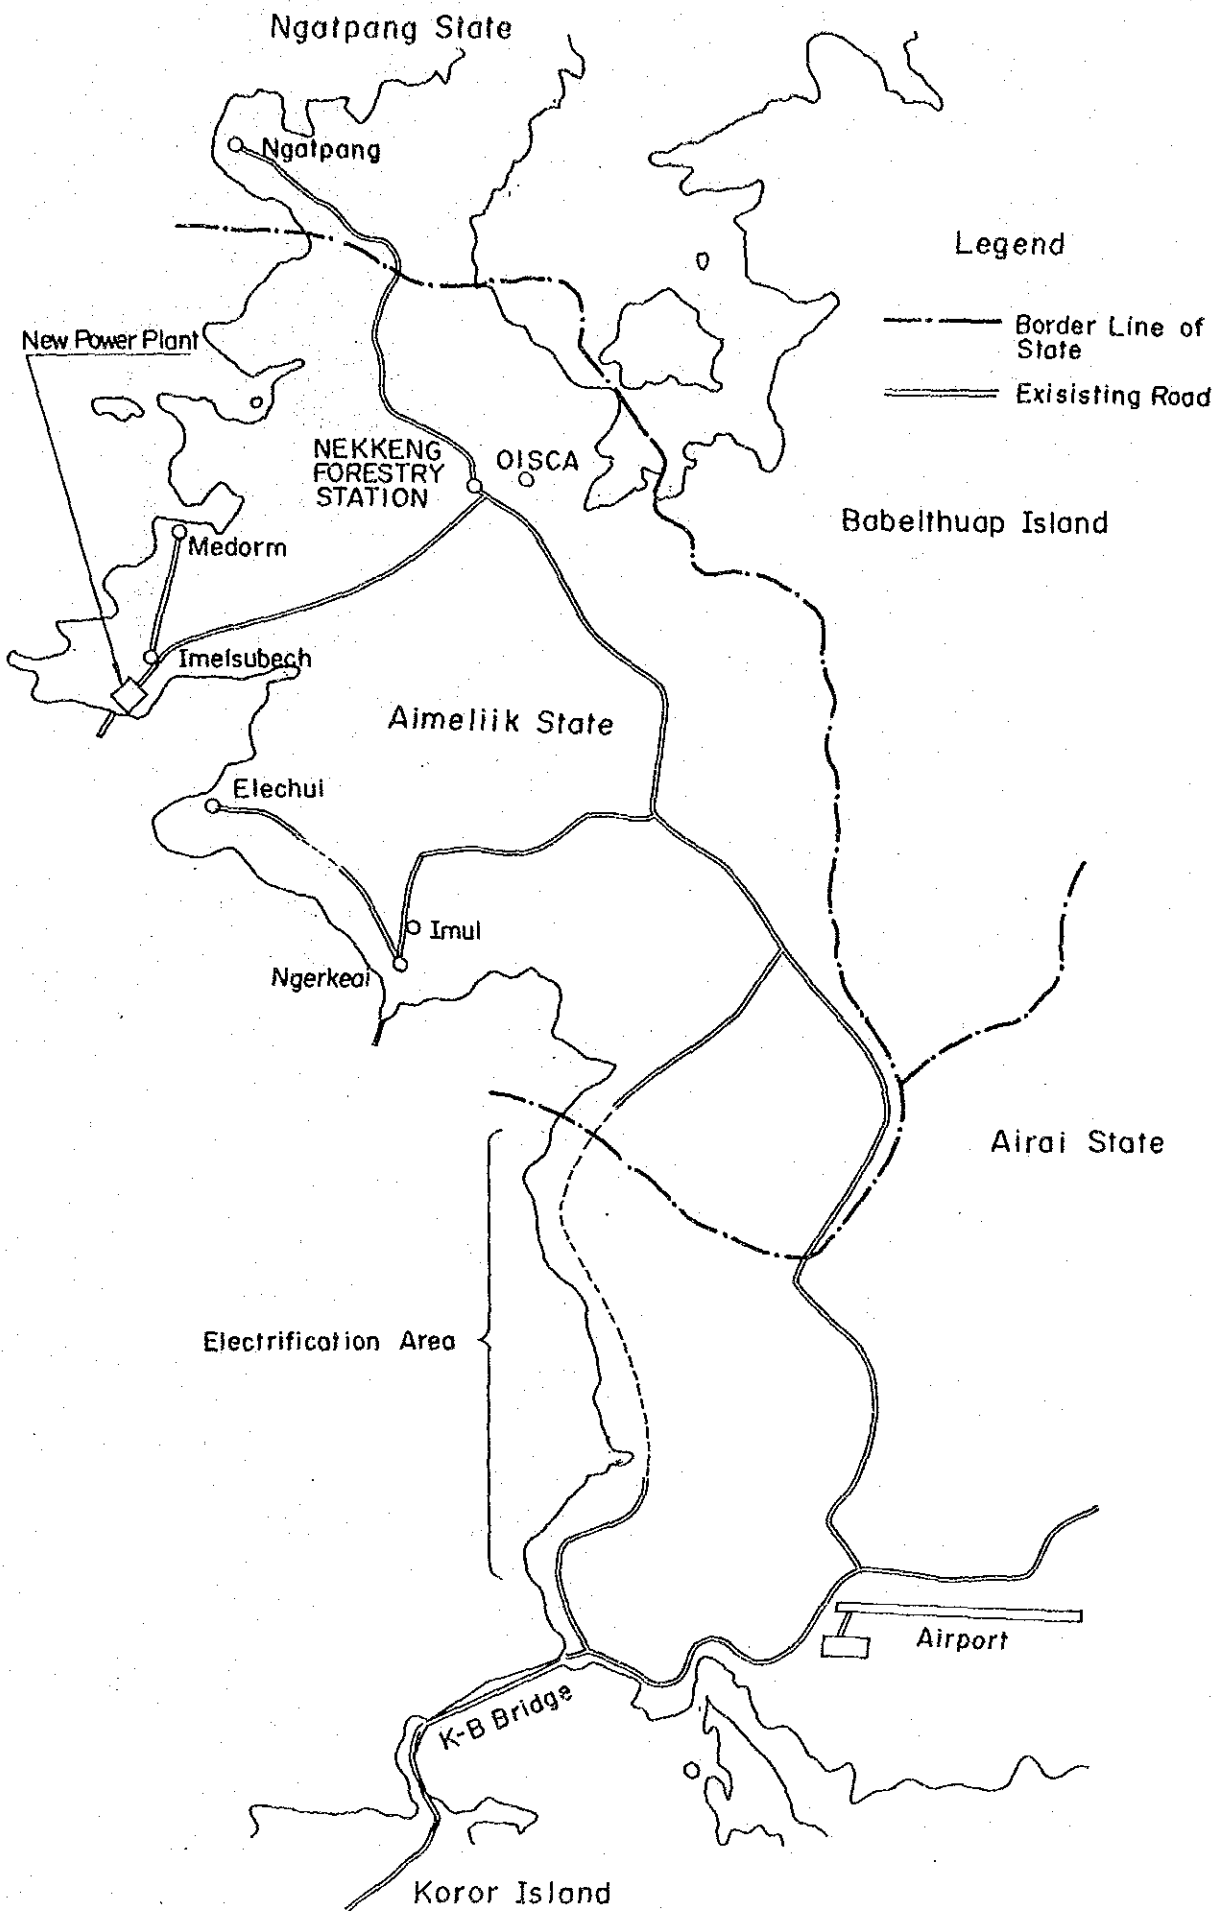 Ngatpang State
Ngatpang
Legend
New Power Plant
Border Line of
State
Exisisting Road
NEKKENG
FORESTRY
STATION
OISCA
Babelthuap Island
Medorm
Imelsubech
Aimeliik State
Elechui
Imul
Ngerkeai
Airai State
Electrification Area
Airport
K-B Bridge
Koror Island